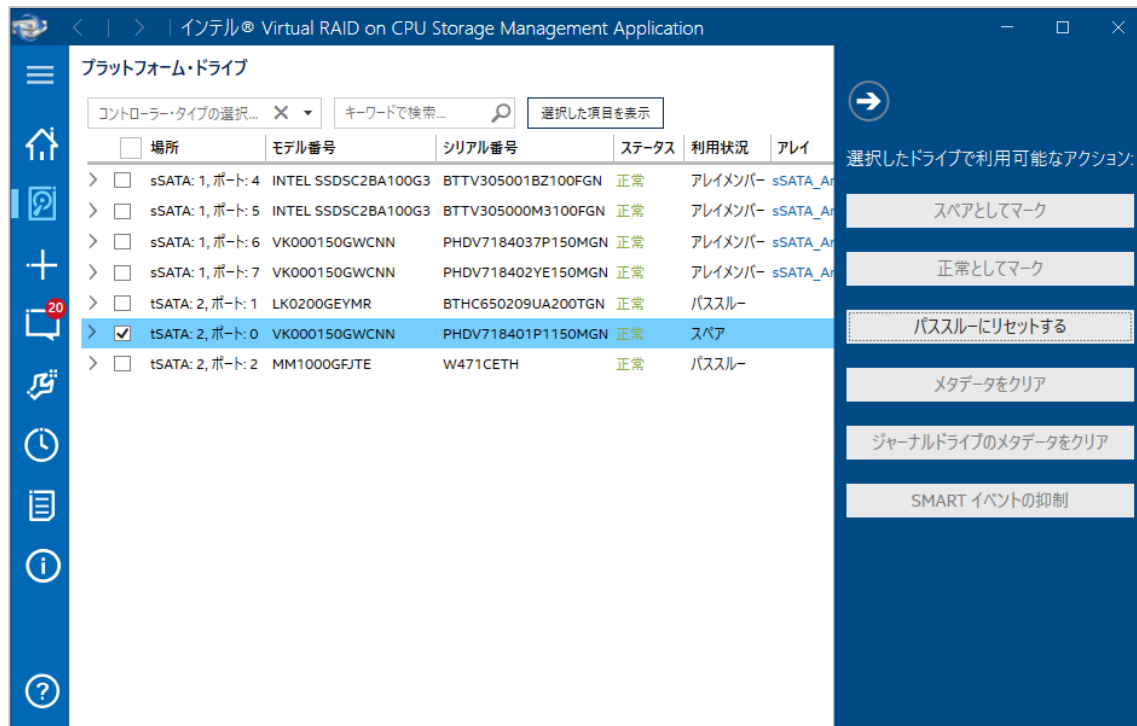 インテル® Virtual RAID on CPU Storage Management Application
プラットフォーム・ドライブ
コントローラー・タイプの選択... キーワードで検索... 選択した項目を表示
場所 モデル番号 シリアル番号 ステータス 利用状況 アレイ
sSATA: 1, ポート: 4 INTEL SSDSC2BA100G3 BTTV305001BZ100FGN 正常 アレイメンバー sSATA_Ar
sSATA: 1, ポート: 5 INTEL SSDSC2BA100G3 BTTV305000M3100FGN 正常 アレイメンバー sSATA_Ar
sSATA: 1, ポート: 6 VK000150GWCNN PHDV7184037P150MGN 正常 アレイメンバー sSATA_Ar
sSATA: 1, ポート: 7 VK000150GWCNN PHDV718402YE150MGN 正常 アレイメンバー sSATA_Ar
tSATA: 2, ポート: 1 LK0200GEYMR BTHC650209UA200TGN 正常 パススルー
tSATA: 2, ポート: 0 VK000150GWCNN PHDV718401P1150MGN 正常 スペア
tSATA: 2, ポート: 2 MM1000GFJTE W471CETH 正常 パススルー
20
選択したドライブで利用可能なアクション:
スペアとしてマーク
正常としてマーク
パススルーにリセットする
メタデータをクリア
ジャーナルドライブのメタデータをクリア
SMART イベントの抑制